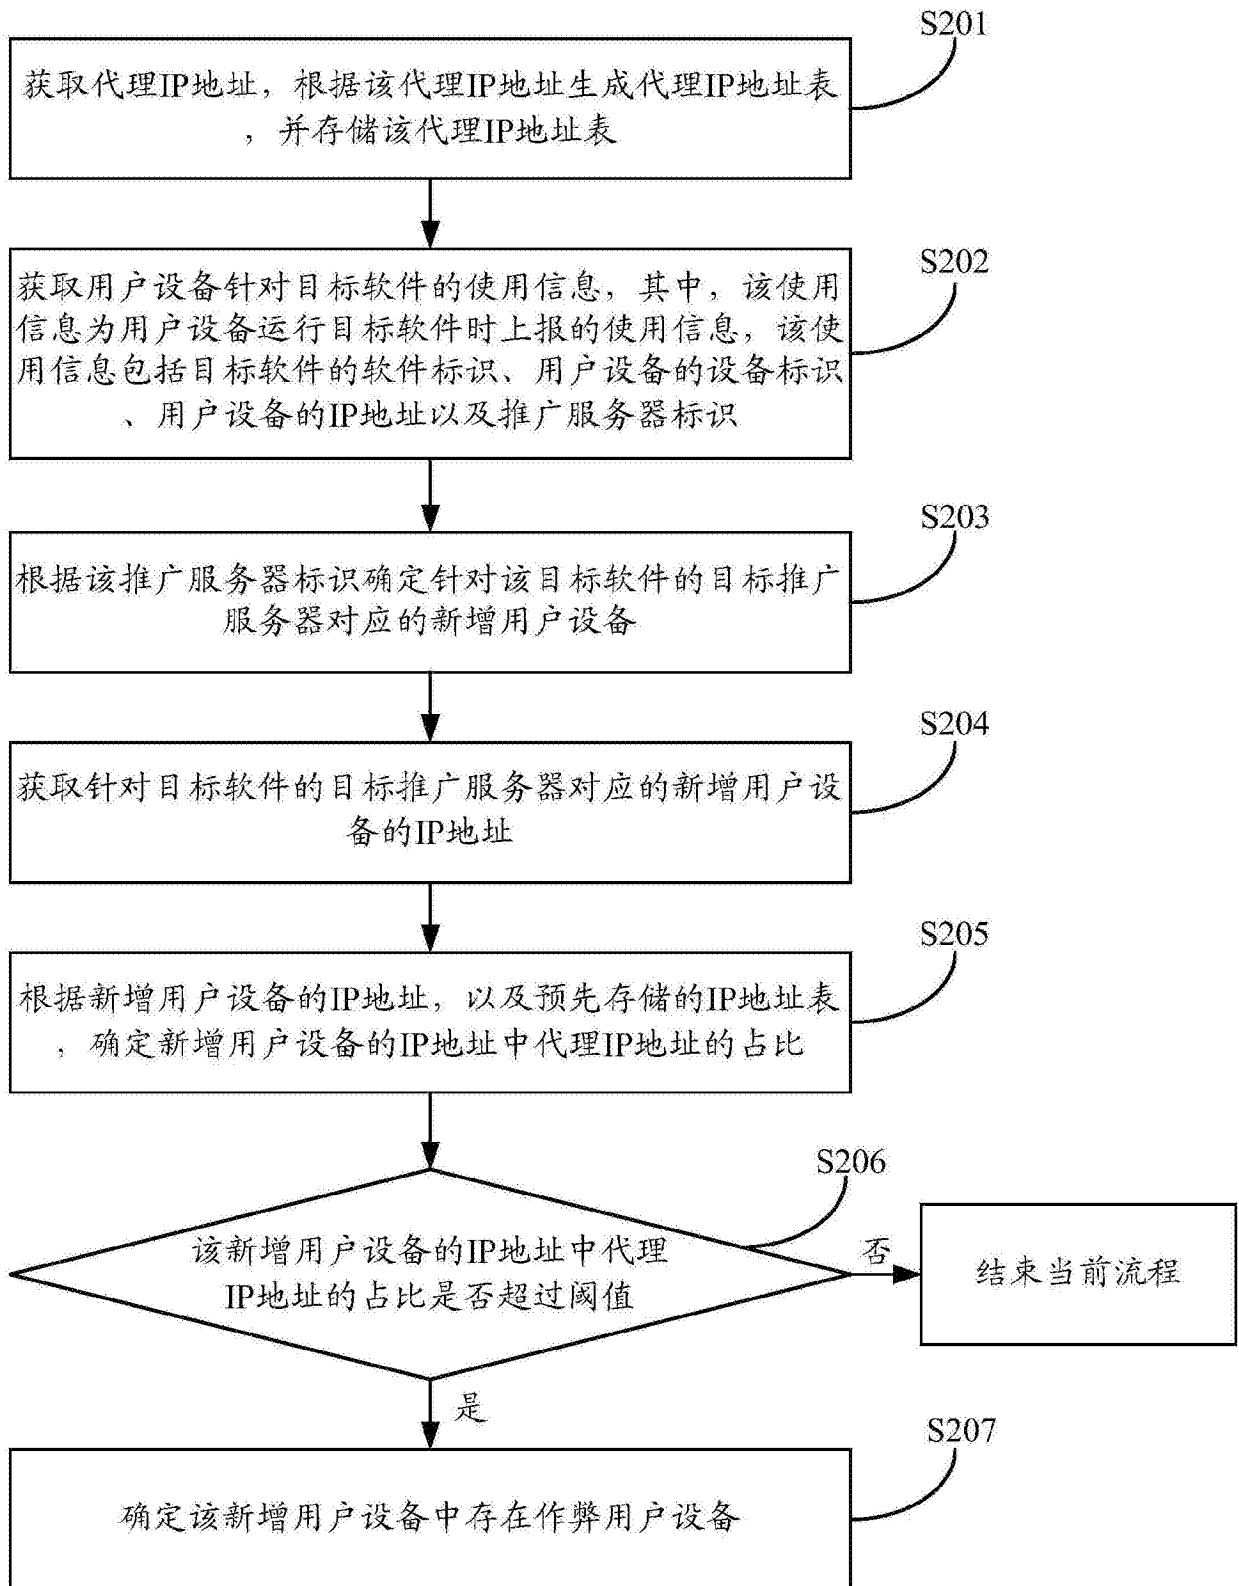 S201
获取代理IP地址，根据该代理IP地址生成代理IP地址表
，并存储该代理IP地址表
S202
获取用户设备针对目标软件的使用信息，其中，该使用
信息为用户设备运行目标软件时上报的使用信息，该使
用信息包括目标软件的软件标识、用户设备的设备标识
、用户设备的IP地址以及推广服务器标识
S203
根据该推广服务器标识确定针对该目标软件的目标推广
服务器对应的新增用户设备
S204
获取针对目标软件的目标推广服务器对应的新增用户设
备的IP地址
S205
根据新增用户设备的IP地址，以及预先存储的IP地址表
，确定新增用户设备的IP地址中代理IP地址的占比
S206
该新增用户设备的IP地址中代理
IP地址的占比是否超过阈值
否
结束当前流程
是
S207
确定该新增用户设备中存在作弊用户设备